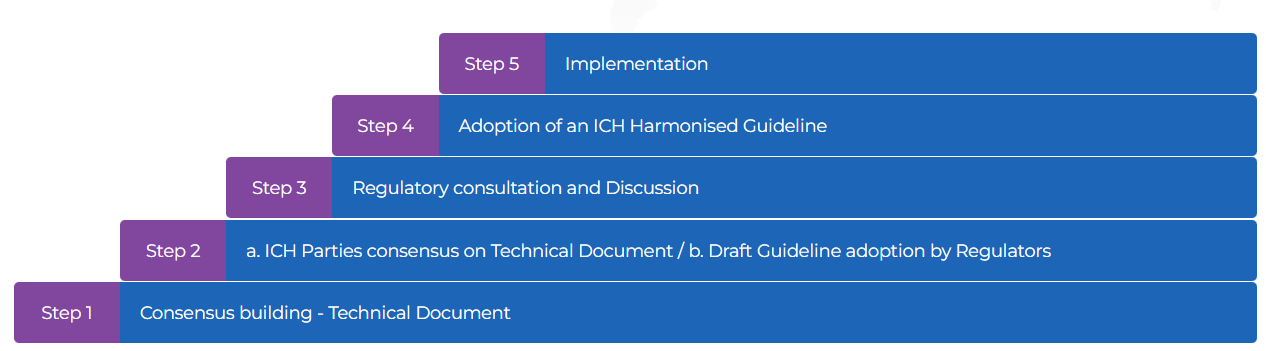 Step 5 Implementation
Step 4 Adoption of an ICH Harmonised Guideline
Step 3 Regulatory consultation and Discussion
Step 2 a. ICH Parties consensus on Technical Document / b. Draft Guideline adoption by Regulators
Step 1 Consensus building - Technical Document